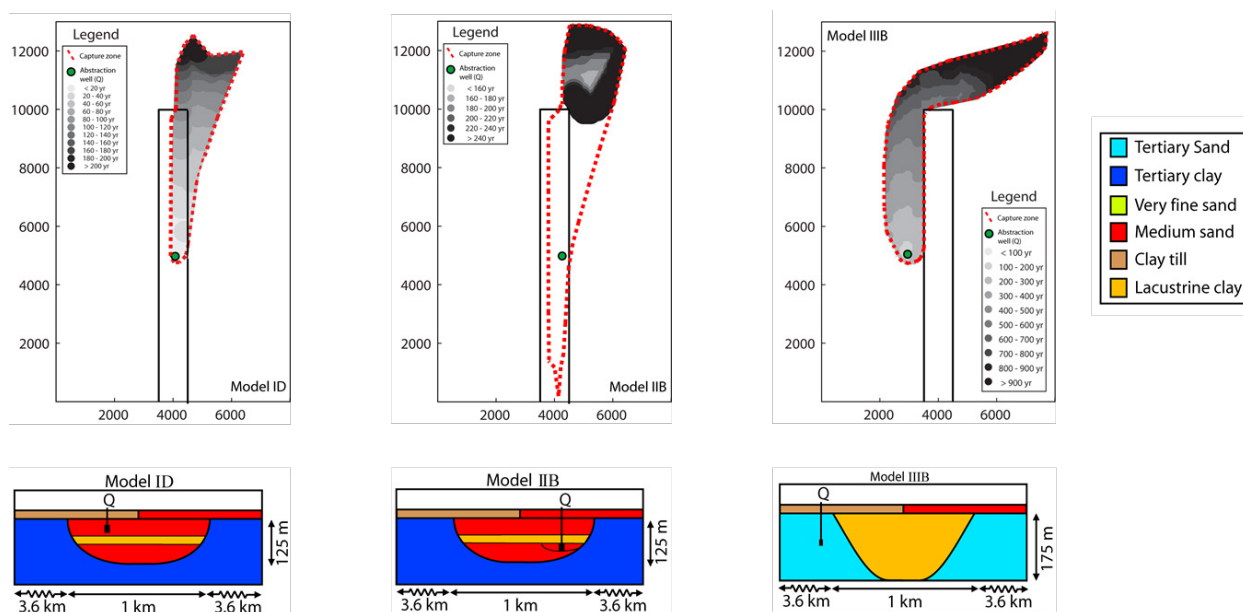 12000
10000
8000
6000
4000
2000
2000 4000 6000
Legend
Capture zone
Abstraction
well (Q)
< 20 yr
20 - 40 yr
40 - 60 yr
60 - 80 yr
80 - 100 yr
100 - 120 yr
120 - 140 yr
140 - 160 yr
160 - 180 yr
180 - 200 yr
> 200 yr
Model ID
12000
10000
8000
6000
4000
2000
2000 4000 6000
Legend
Capture zone
Abstraction
well (Q)
< 160 yr
160 - 180 yr
180 - 200 yr
200 - 220 yr
220 - 240 yr
> 240 yr
Model IIB
Model IIIB
12000
10000
8000
6000
4000
2000
2000 4000 6000
Legend
Capture zone
Abstraction
well (Q)
< 100 yr
100 - 200 yr
200 - 300 yr
300 - 400 yr
400 - 500 yr
500 - 600 yr
600 - 700 yr
700 - 800 yr
800 - 900 yr
> 900 yr
Tertiary Sand
Tertiary clay
Very fine sand
Medium sand
Clay till
Lacustrine clay
Model ID
Q
125 m
3.6 km 1 km 3.6 km
Model IIB
Q
125 m
3.6 km 1 km 3.6 km
Model IIIB
Q
175 m
3.6 km 1 km 3.6 km